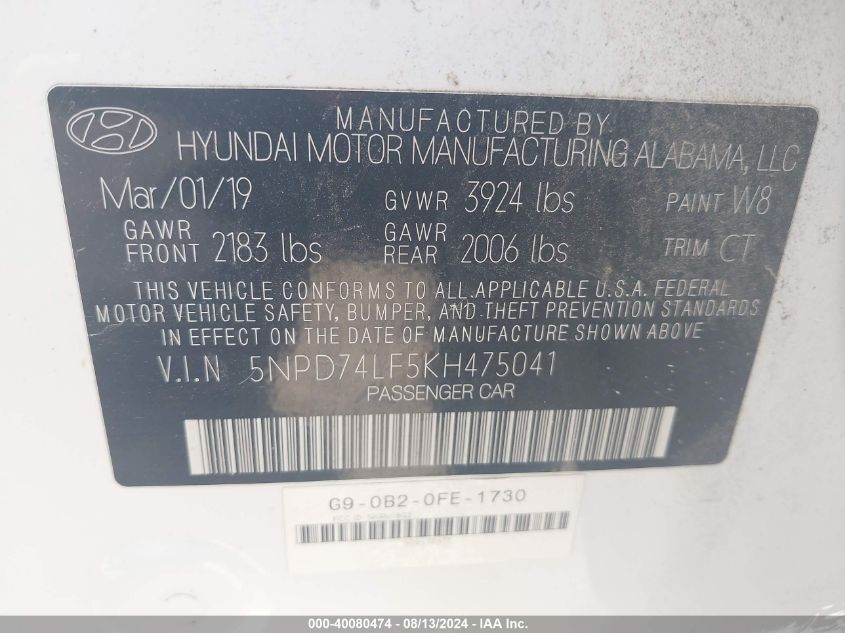 MANUFACTURED BY
HYUNDAI MOTOR MANUFACTURING ALABAMA, LLC
Mar/01/19 GVWR 3924 lbs PAINT W8
GAWR FRONT 2183 lbs GAWR REAR 2006 lbs TRIM CT
THIS VEHICLE CONFORMS TO ALL APPLICABLE U.S.A. FEDERAL
MOTOR VEHICLE SAFETY, BUMPER, AND THEFT PREVENTION STANDARDS
IN EFFECT ON THE DATE OF MANUFACTURE SHOWN ABOVE
V.I.N 5NPD74LF5KH475041
PASSENGER CAR
G9-0B2-0FE-1730
000-40080474 - 08/13/2024 - IAA Inc.